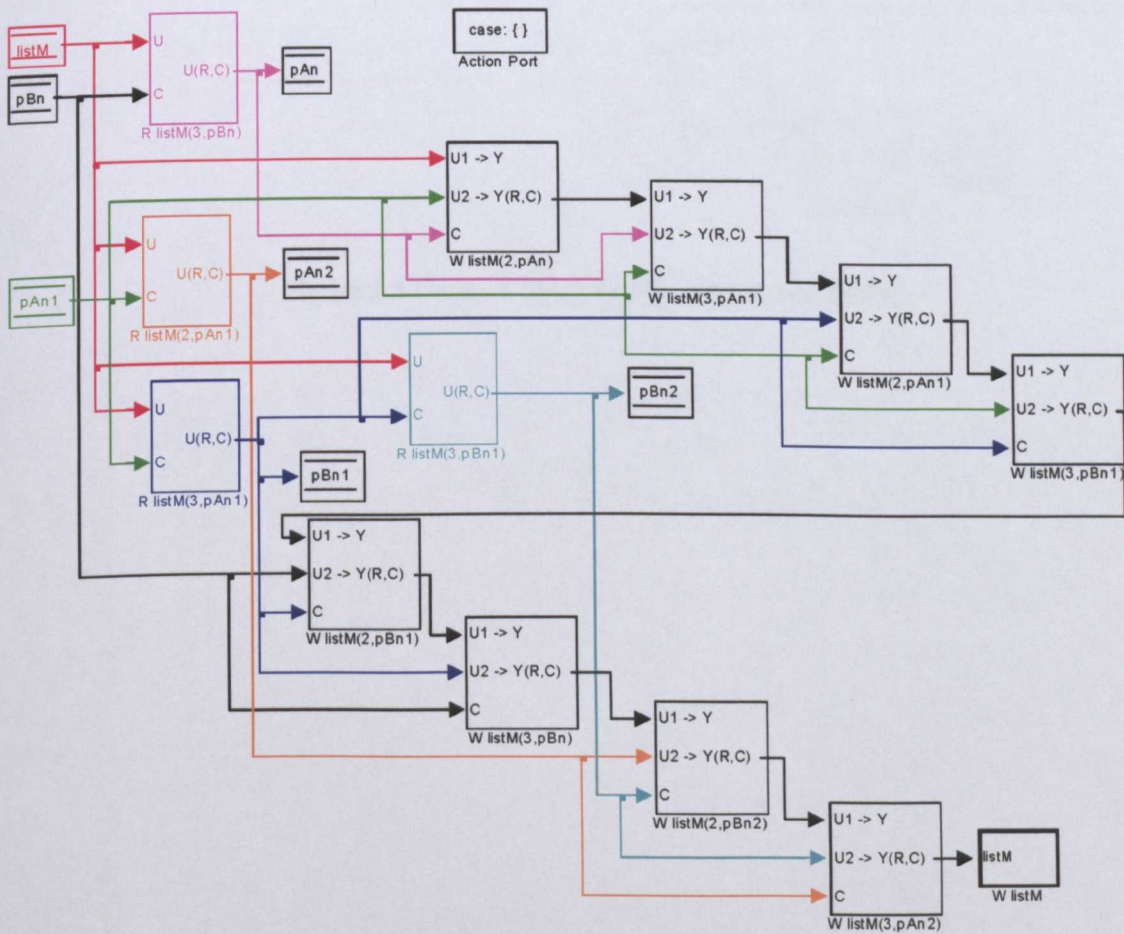 case: { }
Action Port
listM
U
U(R,C)
C
R listM(3,pBn)
pAn
pBn
U1 -> Y
U2 -> Y(R,C)
C
W listM(2,pAn)
U1 -> Y
U2 -> Y(R,C)
C
W listM(3,pAn1)
U
U(R,C)
C
R listM(2,pAn1)
pAn2
pAn1
U1 -> Y
U2 -> Y(R,C)
C
W listM(2,pAn1)
U
U(R,C)
C
R listM(3,pBn1)
pBn2
U1 -> Y
U2 -> Y(R,C)
C
W listM(3,pBn1)
U
U(R,C)
C
R listM(3,pAn1)
pBn1
U1 -> Y
U2 -> Y(R,C)
C
W listM(2,pBn1)
U1 -> Y
U2 -> Y(R,C)
C
W listM(3,pBn)
U1 -> Y
U2 -> Y(R,C)
C
W listM(2,pBn2)
U1 -> Y
U2 -> Y(R,C)
C
W listM(3,pAn2)
listM
W listM